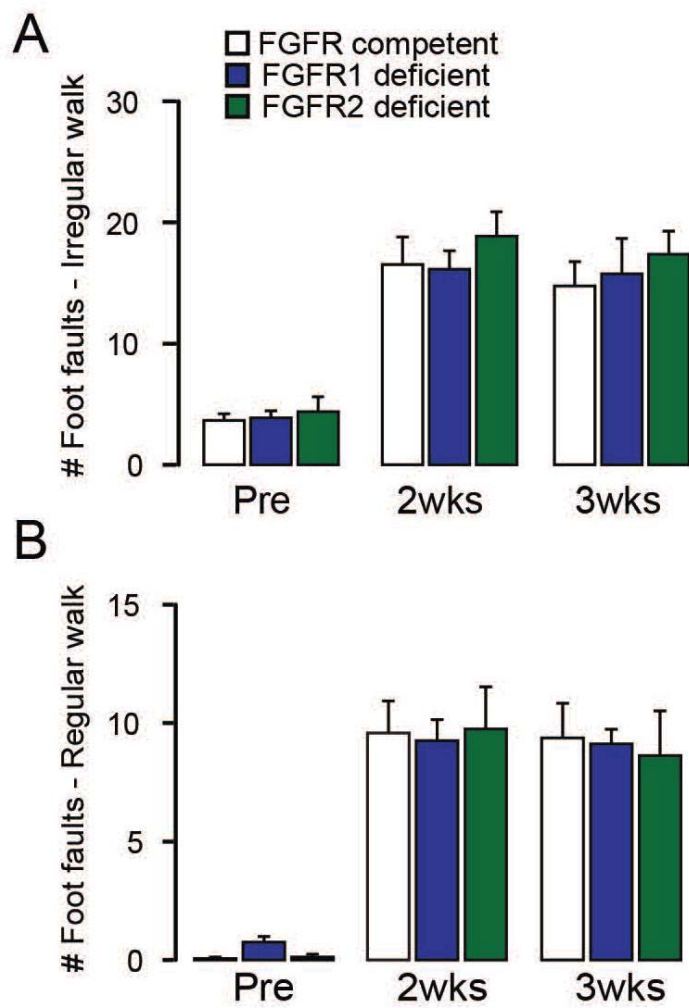 A
FGFR competent
FGFR1 deficient
FGFR2 deficient
# Foot faults - Irregular walk
30
20
10
0
Pre
2wks
3wks
B
# Foot faults - Regular walk
15
10
5
0
Pre
2wks
3wks